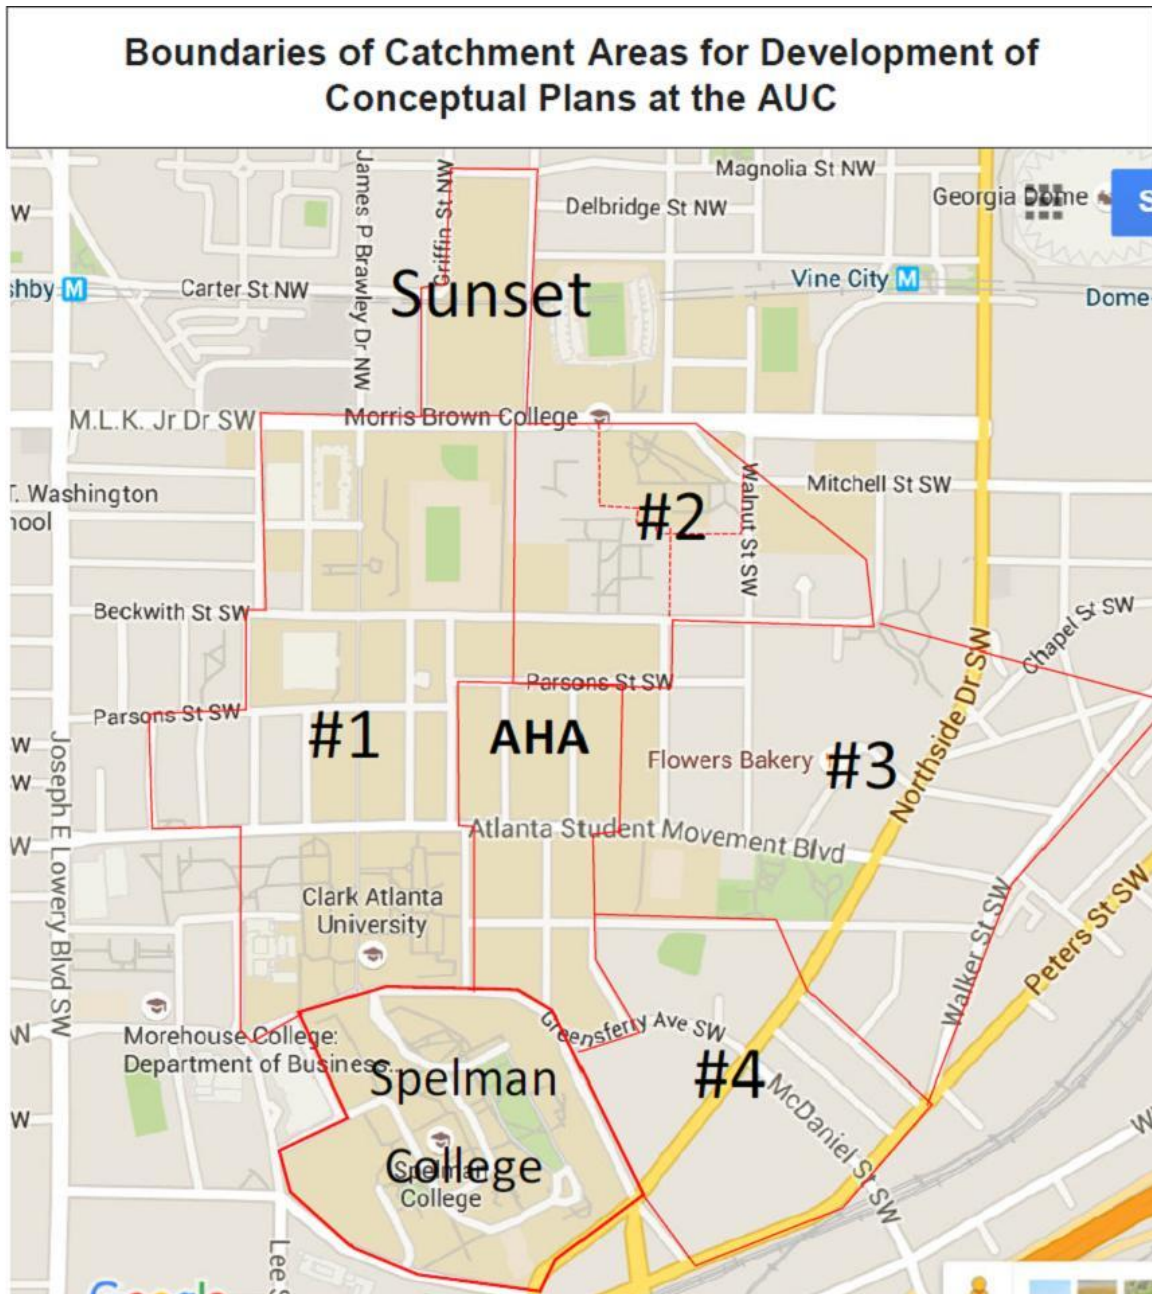 Boundaries of Catchment Areas for Development of
Conceptual Plans at the AUC
Magnolia St NW
Georgia Dome
S
W
James P Brawley Dr NW
Griffin St NW
Delbridge St NW
Sunset
shby M
Carter St NW
Vine City M
Dome
M.L.K. Jr Dr SW
Morris Brown College
T. Washington
hool
#2
Walnut St SW
Mitchell St SW
Beckwith St SW
Chapel St SW
Parsons St SW
Parsons St SW
#1
AHA
Flowers Bakery
#3
Northside Dr SW
W
W
W
Joseph E Lowery Blvd SW
Atlanta Student Movement Blvd
Clark Atlanta
University
Walker St SW
Peters St SW
Morehouse College:
Department of Business...
Greensferry Ave SW
#4
McDaniel St SW
W
Spelman
College
Spelman
College
Lee S
W
Google